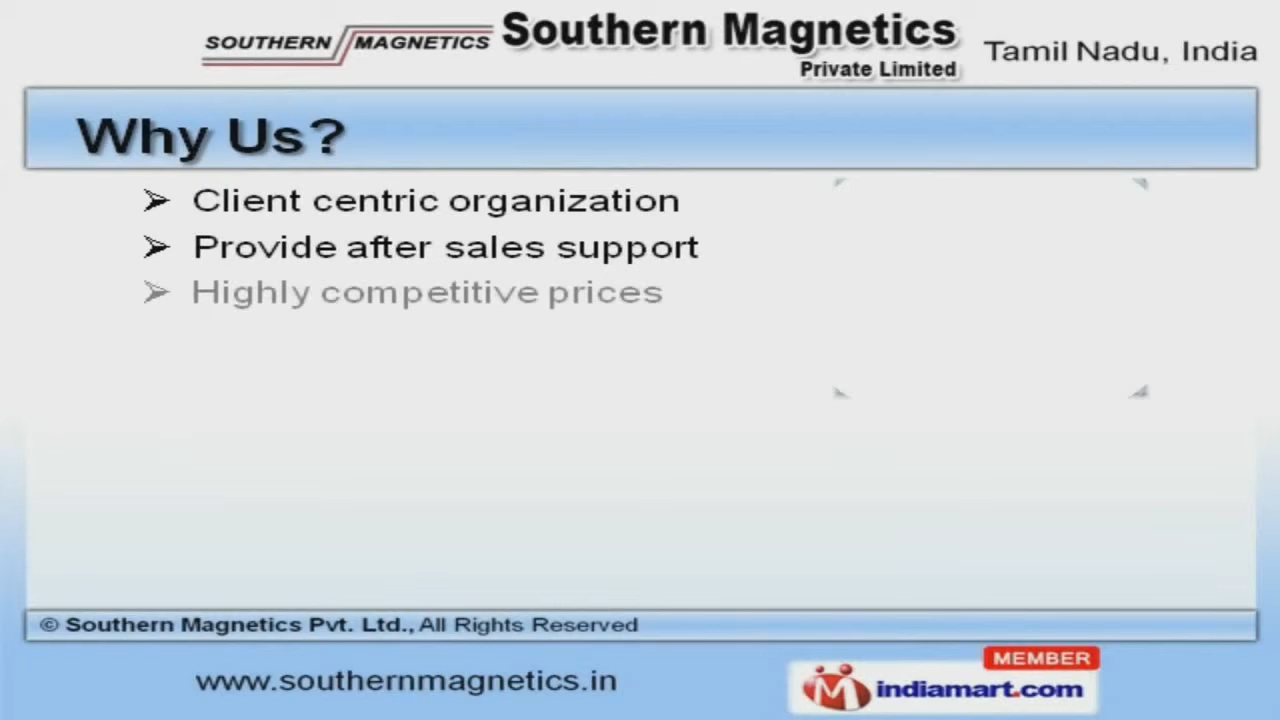 SOUTHERN MAGNETICS
Southern Magnetics
Private Limited
Tamil Nadu, India
Why Us?
➢ Client centric organization
➢ Provide after sales support
➢ Highly competitive prices
© Southern Magnetics Pvt. Ltd., All Rights Reserved
www.southernmagnetics.in
MEMBER
indiamart.com